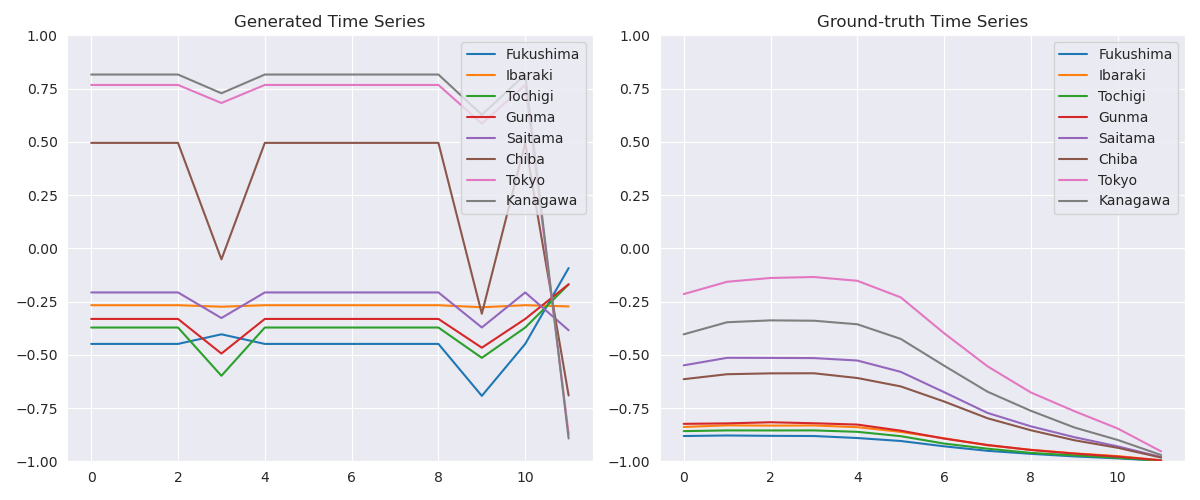 Generated Time Series
1.00
0.75
0.50
0.25
0.00
−0.25
−0.50
−0.75
−1.00
0 2 4 6 8 10
Fukushima
Ibaraki
Tochigi
Gunma
Saitama
Chiba
Tokyo
Kanagawa
Ground-truth Time Series
1.00
0.75
0.50
0.25
0.00
−0.25
−0.50
−0.75
−1.00
0 2 4 6 8 10
Fukushima
Ibaraki
Tochigi
Gunma
Saitama
Chiba
Tokyo
Kanagawa